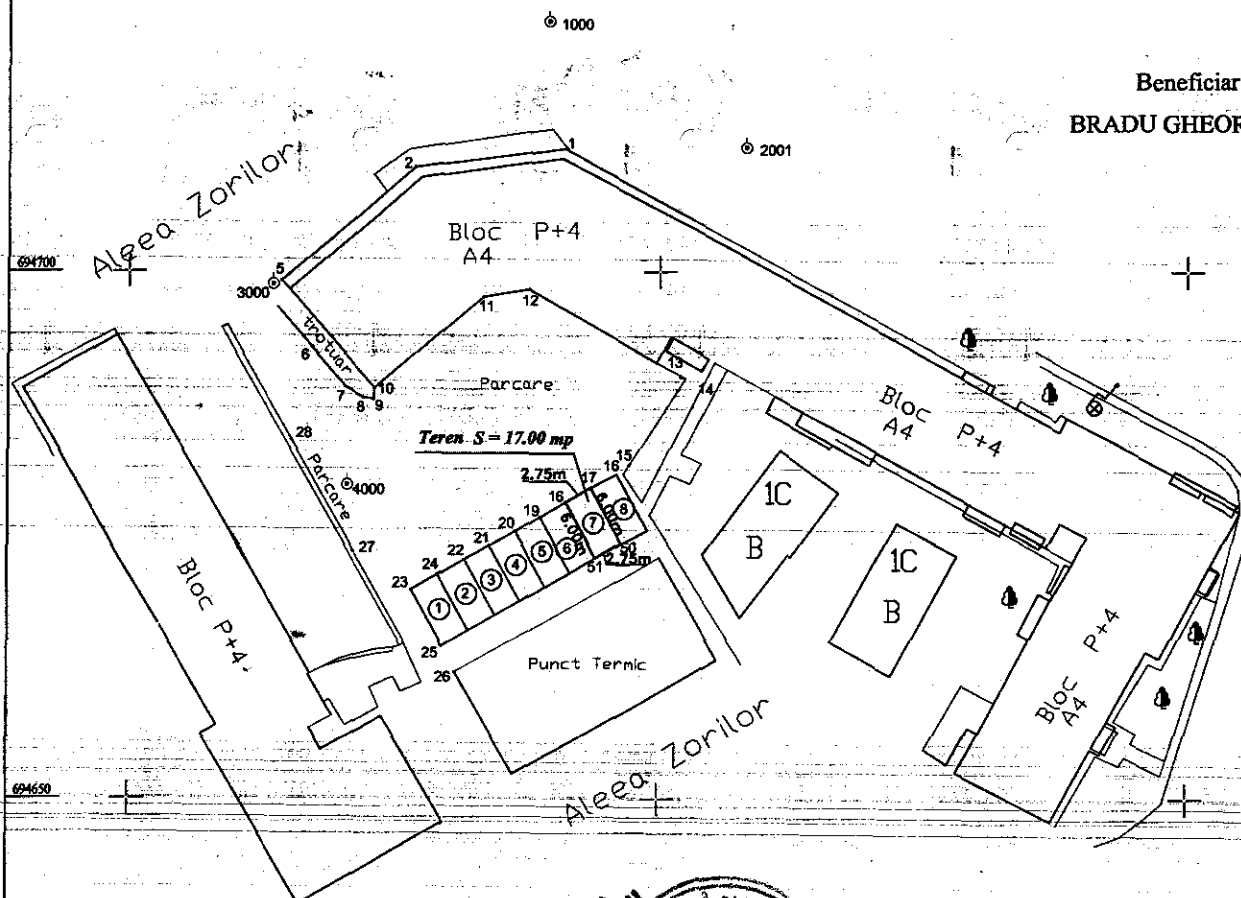 1000
Beneficiar
BRADU GHEOR
2001
1
2
Aleea Zorilor
Bloc P+4
A4
694700
5
3000
11
12
trotuar
6
7
8
9
10
13
14
Parcare
Bloc
A4
P+4
28
Parcare
4000
27
Teren S = 17.00 mp
2.75m
15
16
17
16
19
20
21
22
24
23
6.00m
6.00m
1
2
3
4
5
6
7
8
50
51
2.75m
25
26
1C
B
1C
B
Bloc P+4
Punct Termic
P+4
Bloc
A4
Aleea Zorilor
694650